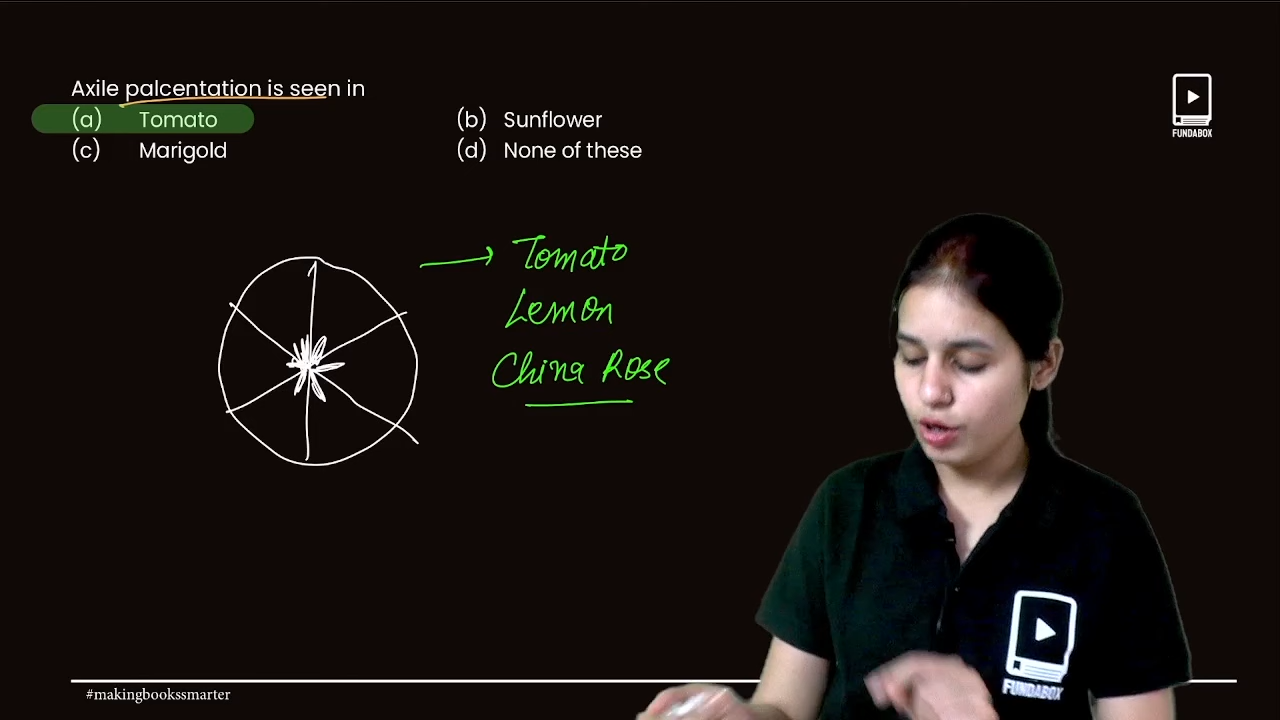 Axile palcentation is seen in
(a) Tomato (b) Sunflower
(c) Marigold (d) None of these
FUNDABOX
Tomato
Lemon
China Rose
FUNDABOX
#makingbookssmarter